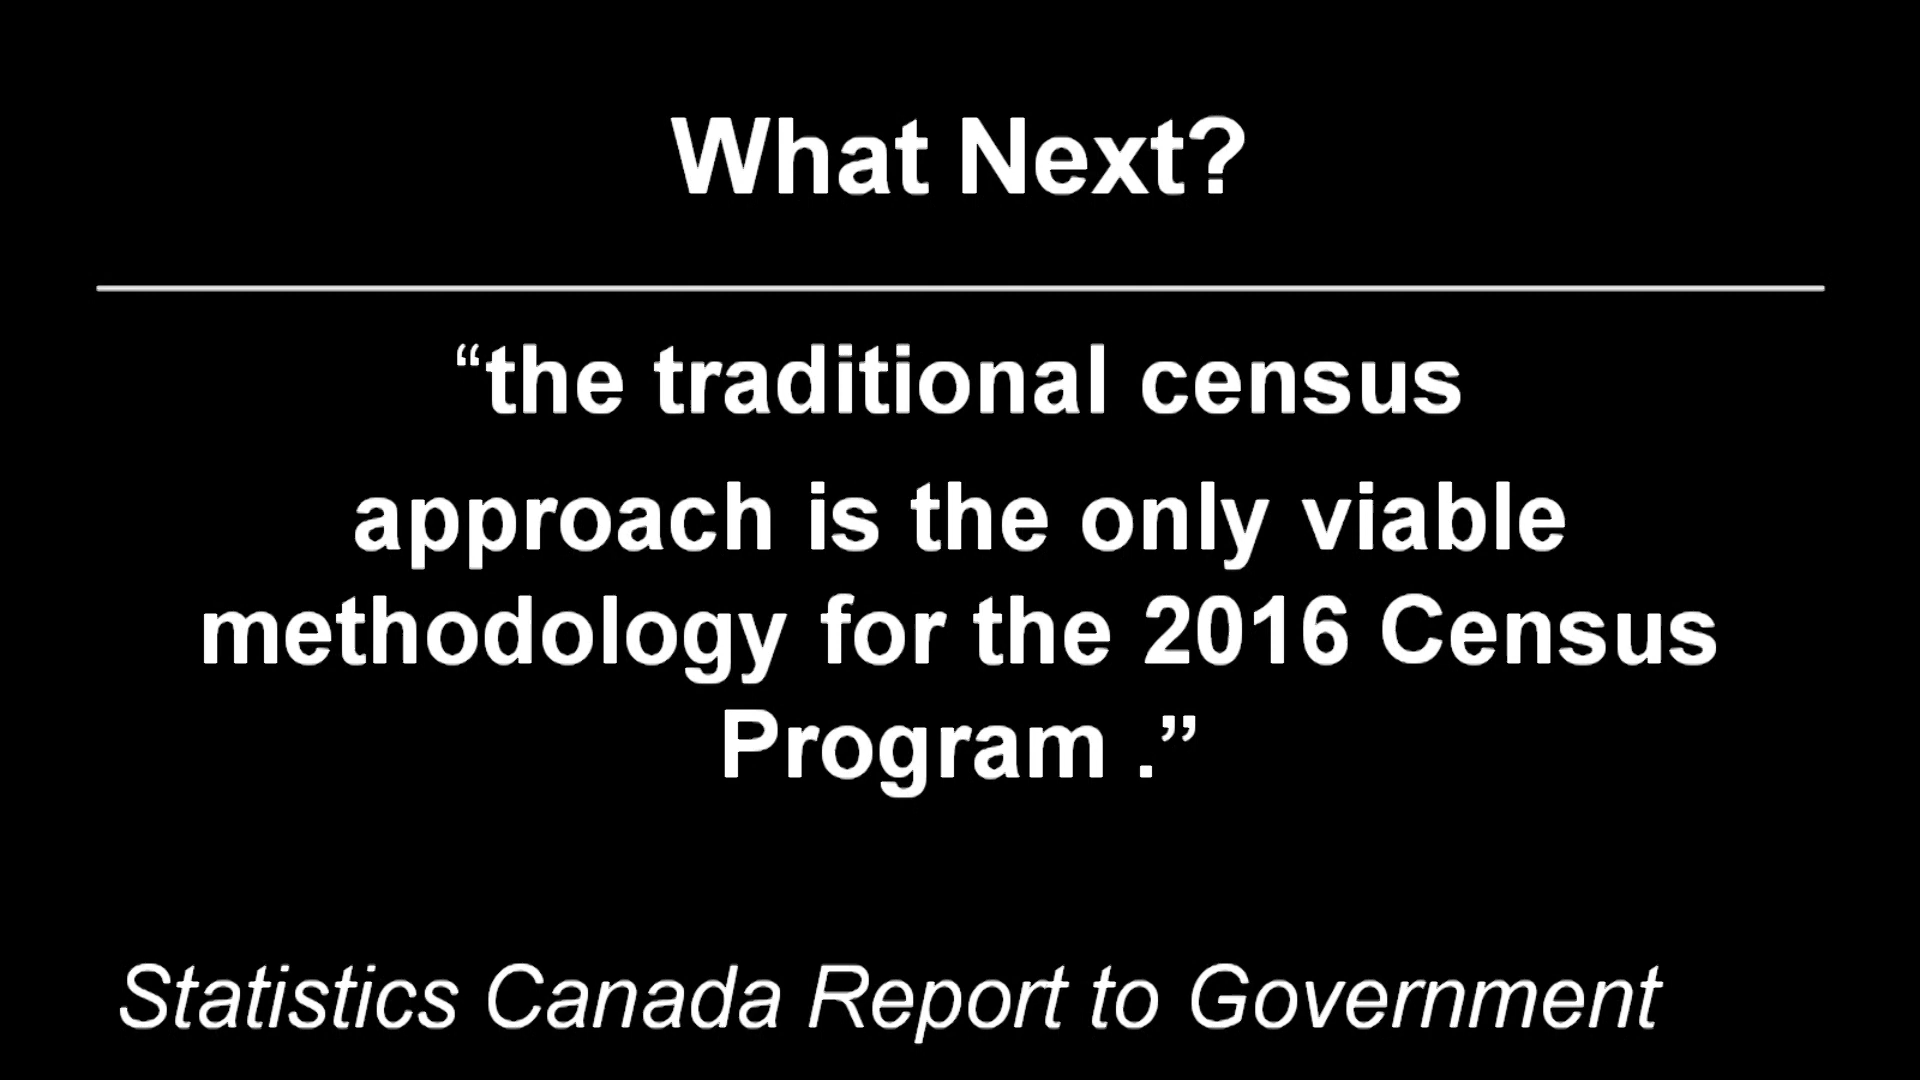 What Next?
“the traditional census
approach is the only viable
methodology for the 2016 Census
Program .”
Statistics Canada Report to Government